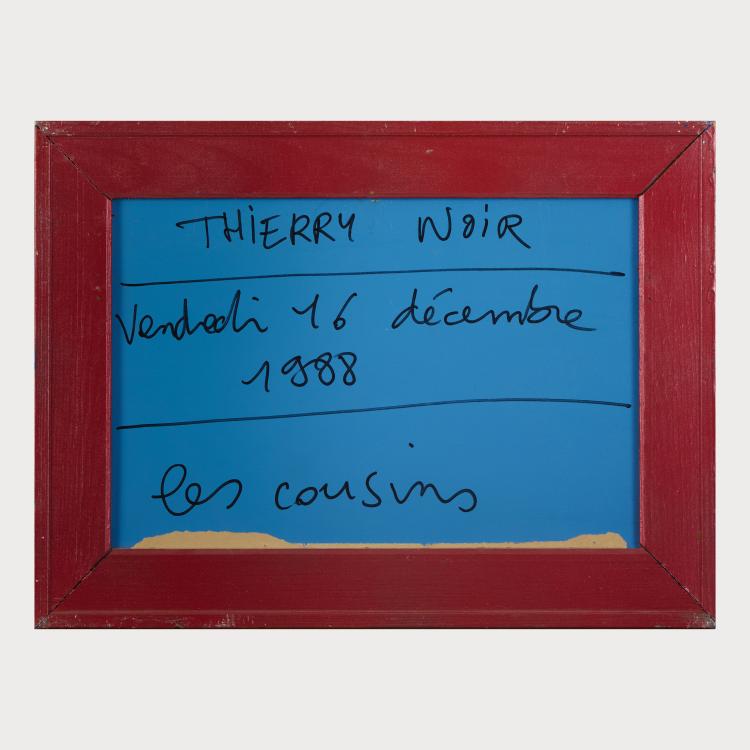 THIERRY NOIR
Vendredi 16 décembre
1988
les cousins